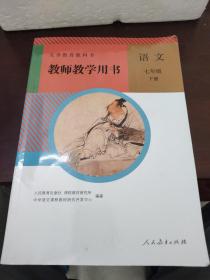 义务教育教科书
教师教学用书
语文
七年级
下册
人民教育出版社 课程教材研究所
中学语文课程教材研究开发中心
编著
人民教育出版社